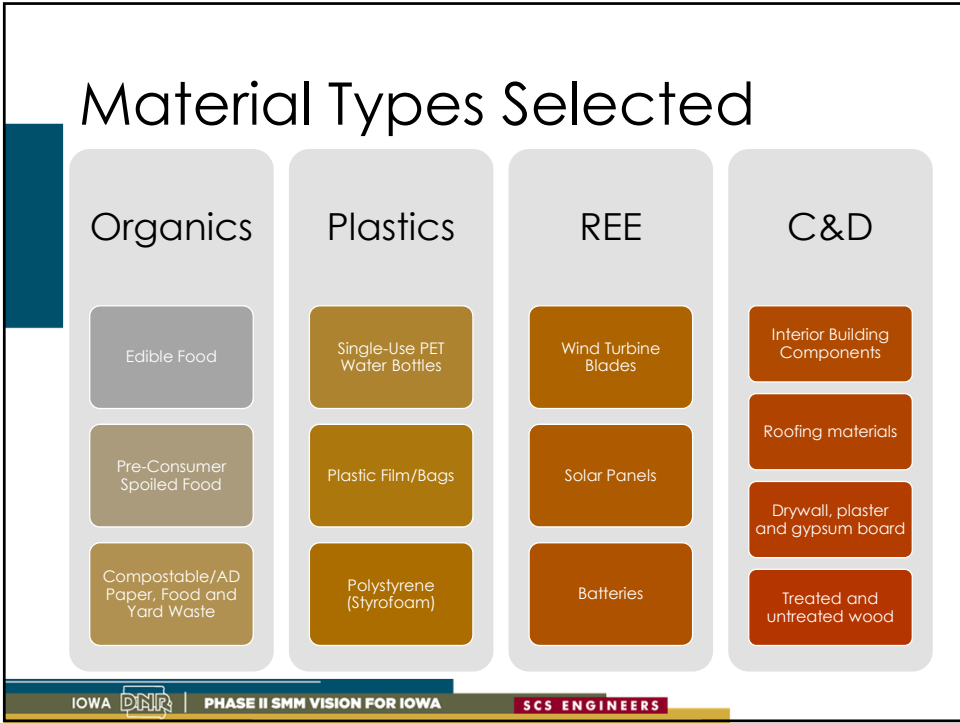 Material Types Selected
Organics
Edible Food
Pre-Consumer
Spoiled Food
Compostable/AD
Paper, Food and
Yard Waste
Plastics
Single-Use PET
Water Bottles
Plastic Film/Bags
Polystyrene
(Styrofoam)
REE
Wind Turbine
Blades
Solar Panels
Batteries
C&D
Interior Building
Components
Roofing materials
Drywall, plaster
and gypsum board
Treated and
untreated wood
IOWA DNR | PHASE II SMM VISION FOR IOWA SCS ENGINEERS